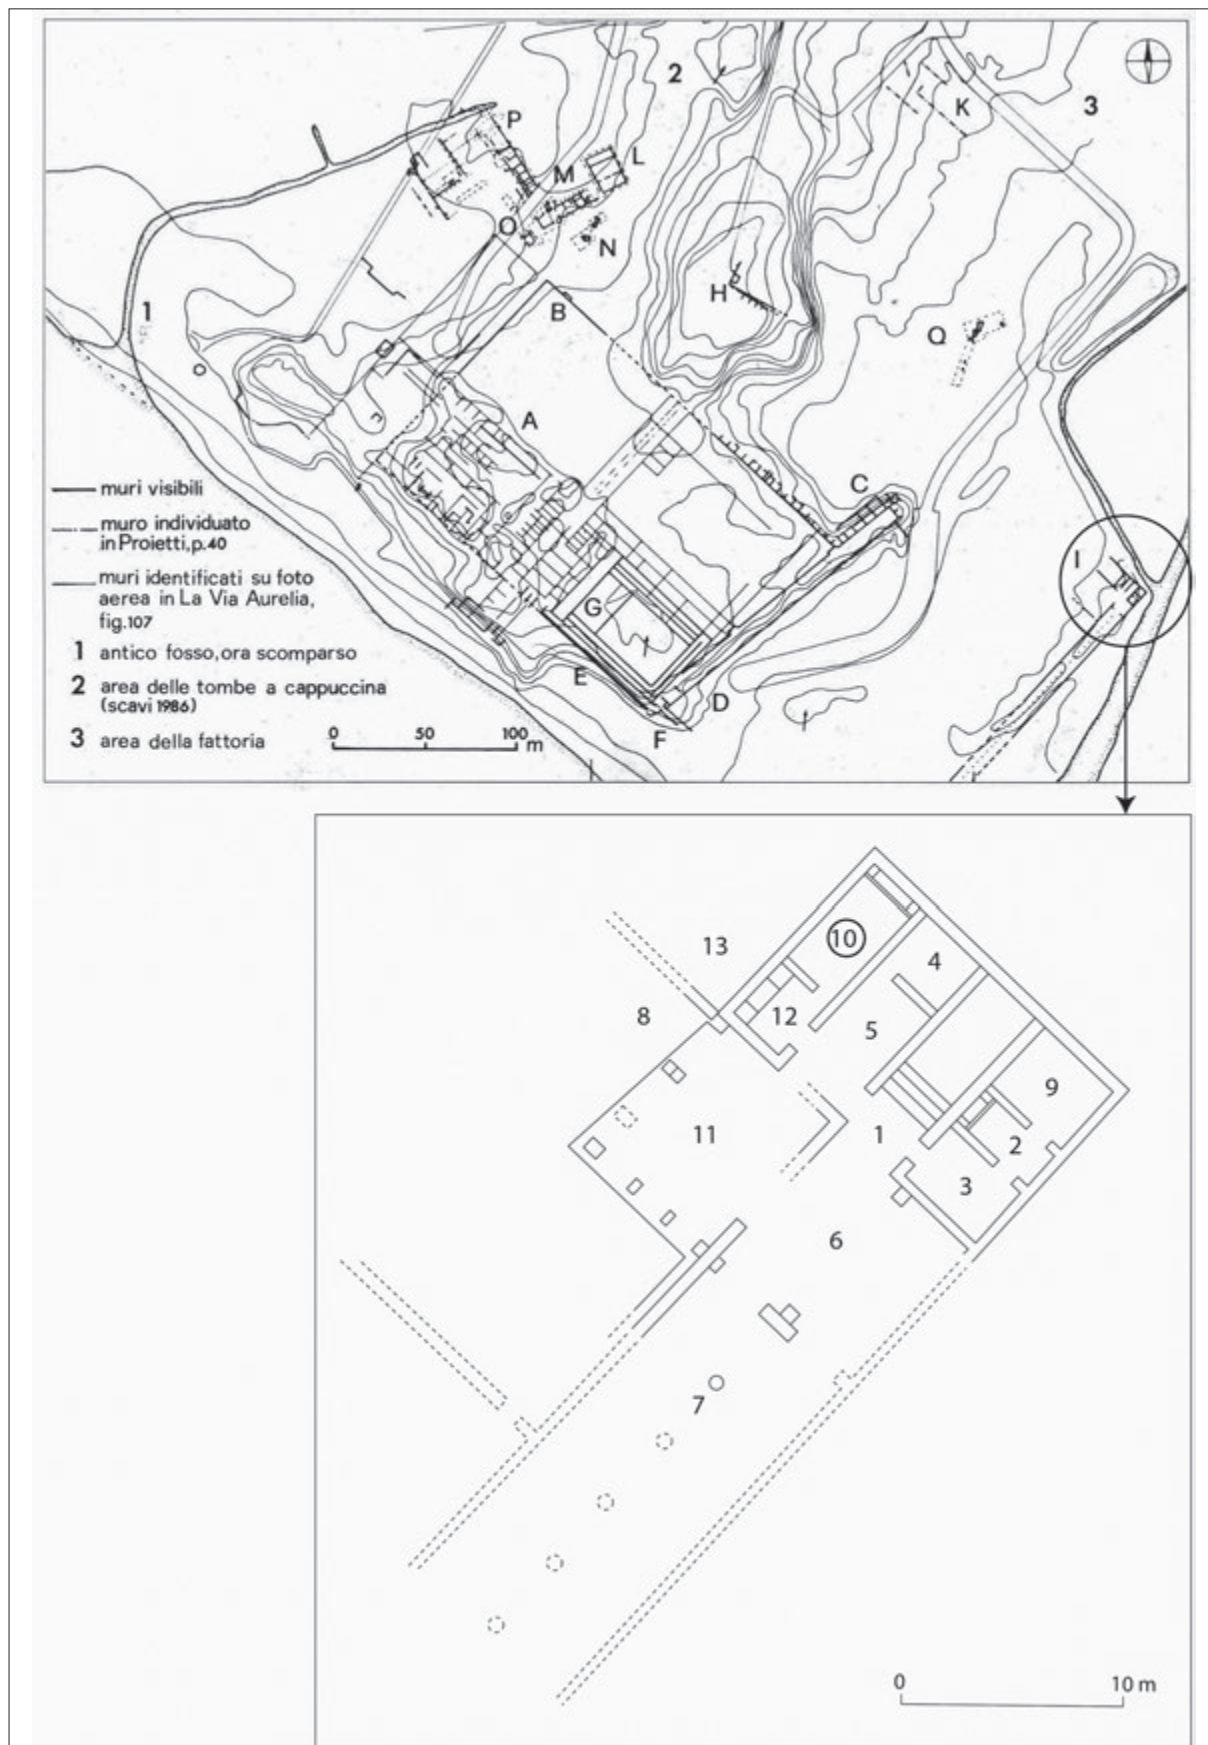 2
3
K
P
M
L
O
N
H
1
B
Q
A
C
I
G
E
D
F
muri visibili
muro individuato
in Proietti, p.40
muri identificati su foto
aerea in La Via Aurelia,
fig.107
1 antico fosso, ora scomparso
2 area delle tombe a cappuccina
(scavi 1986)
3 area della fattoria
0 50 100 m
13
10
4
8
12
5
9
11
1
2
3
6
7
0 10 m